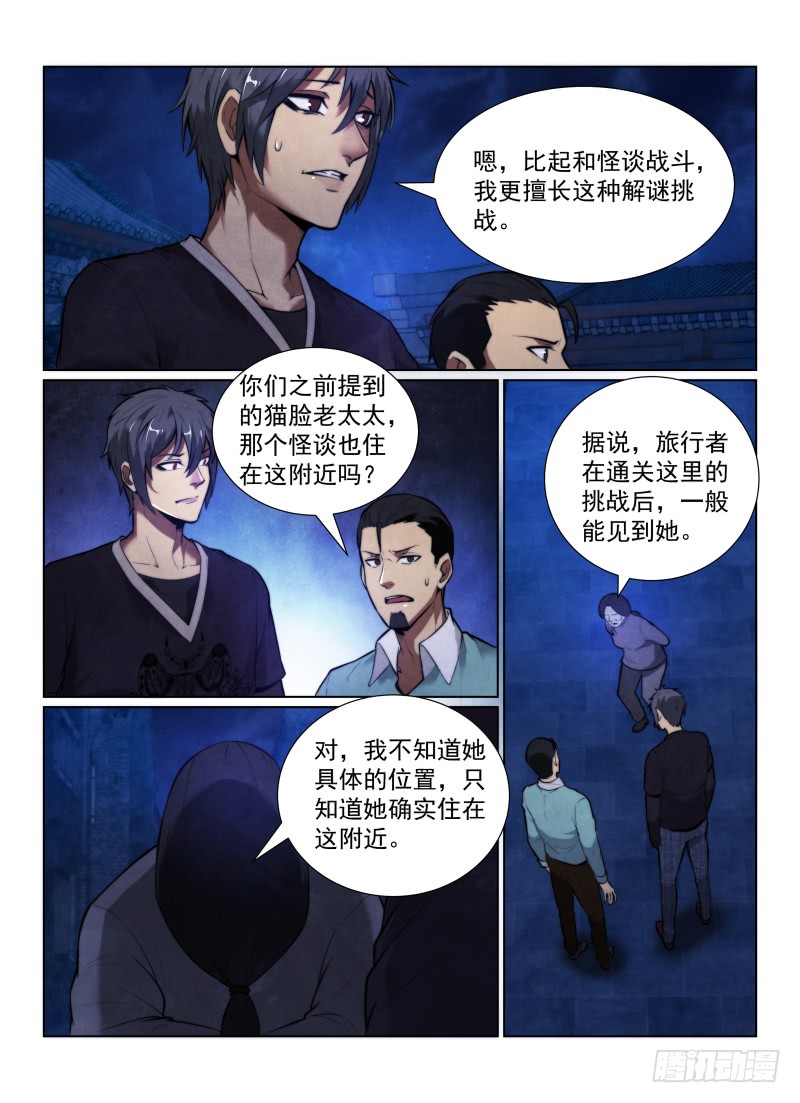 嗯，比起和怪谈战斗，
我更擅长这种解谜挑
战。
你们之前提到
的猫脸老太太，
那个怪谈也住
在这附近吗？
据说，旅行者
在通关这里的
挑战后，一般
能见到她。
对，我不知道她
具体的位置，只
知道她确实住在
这附近。
腾讯动漫